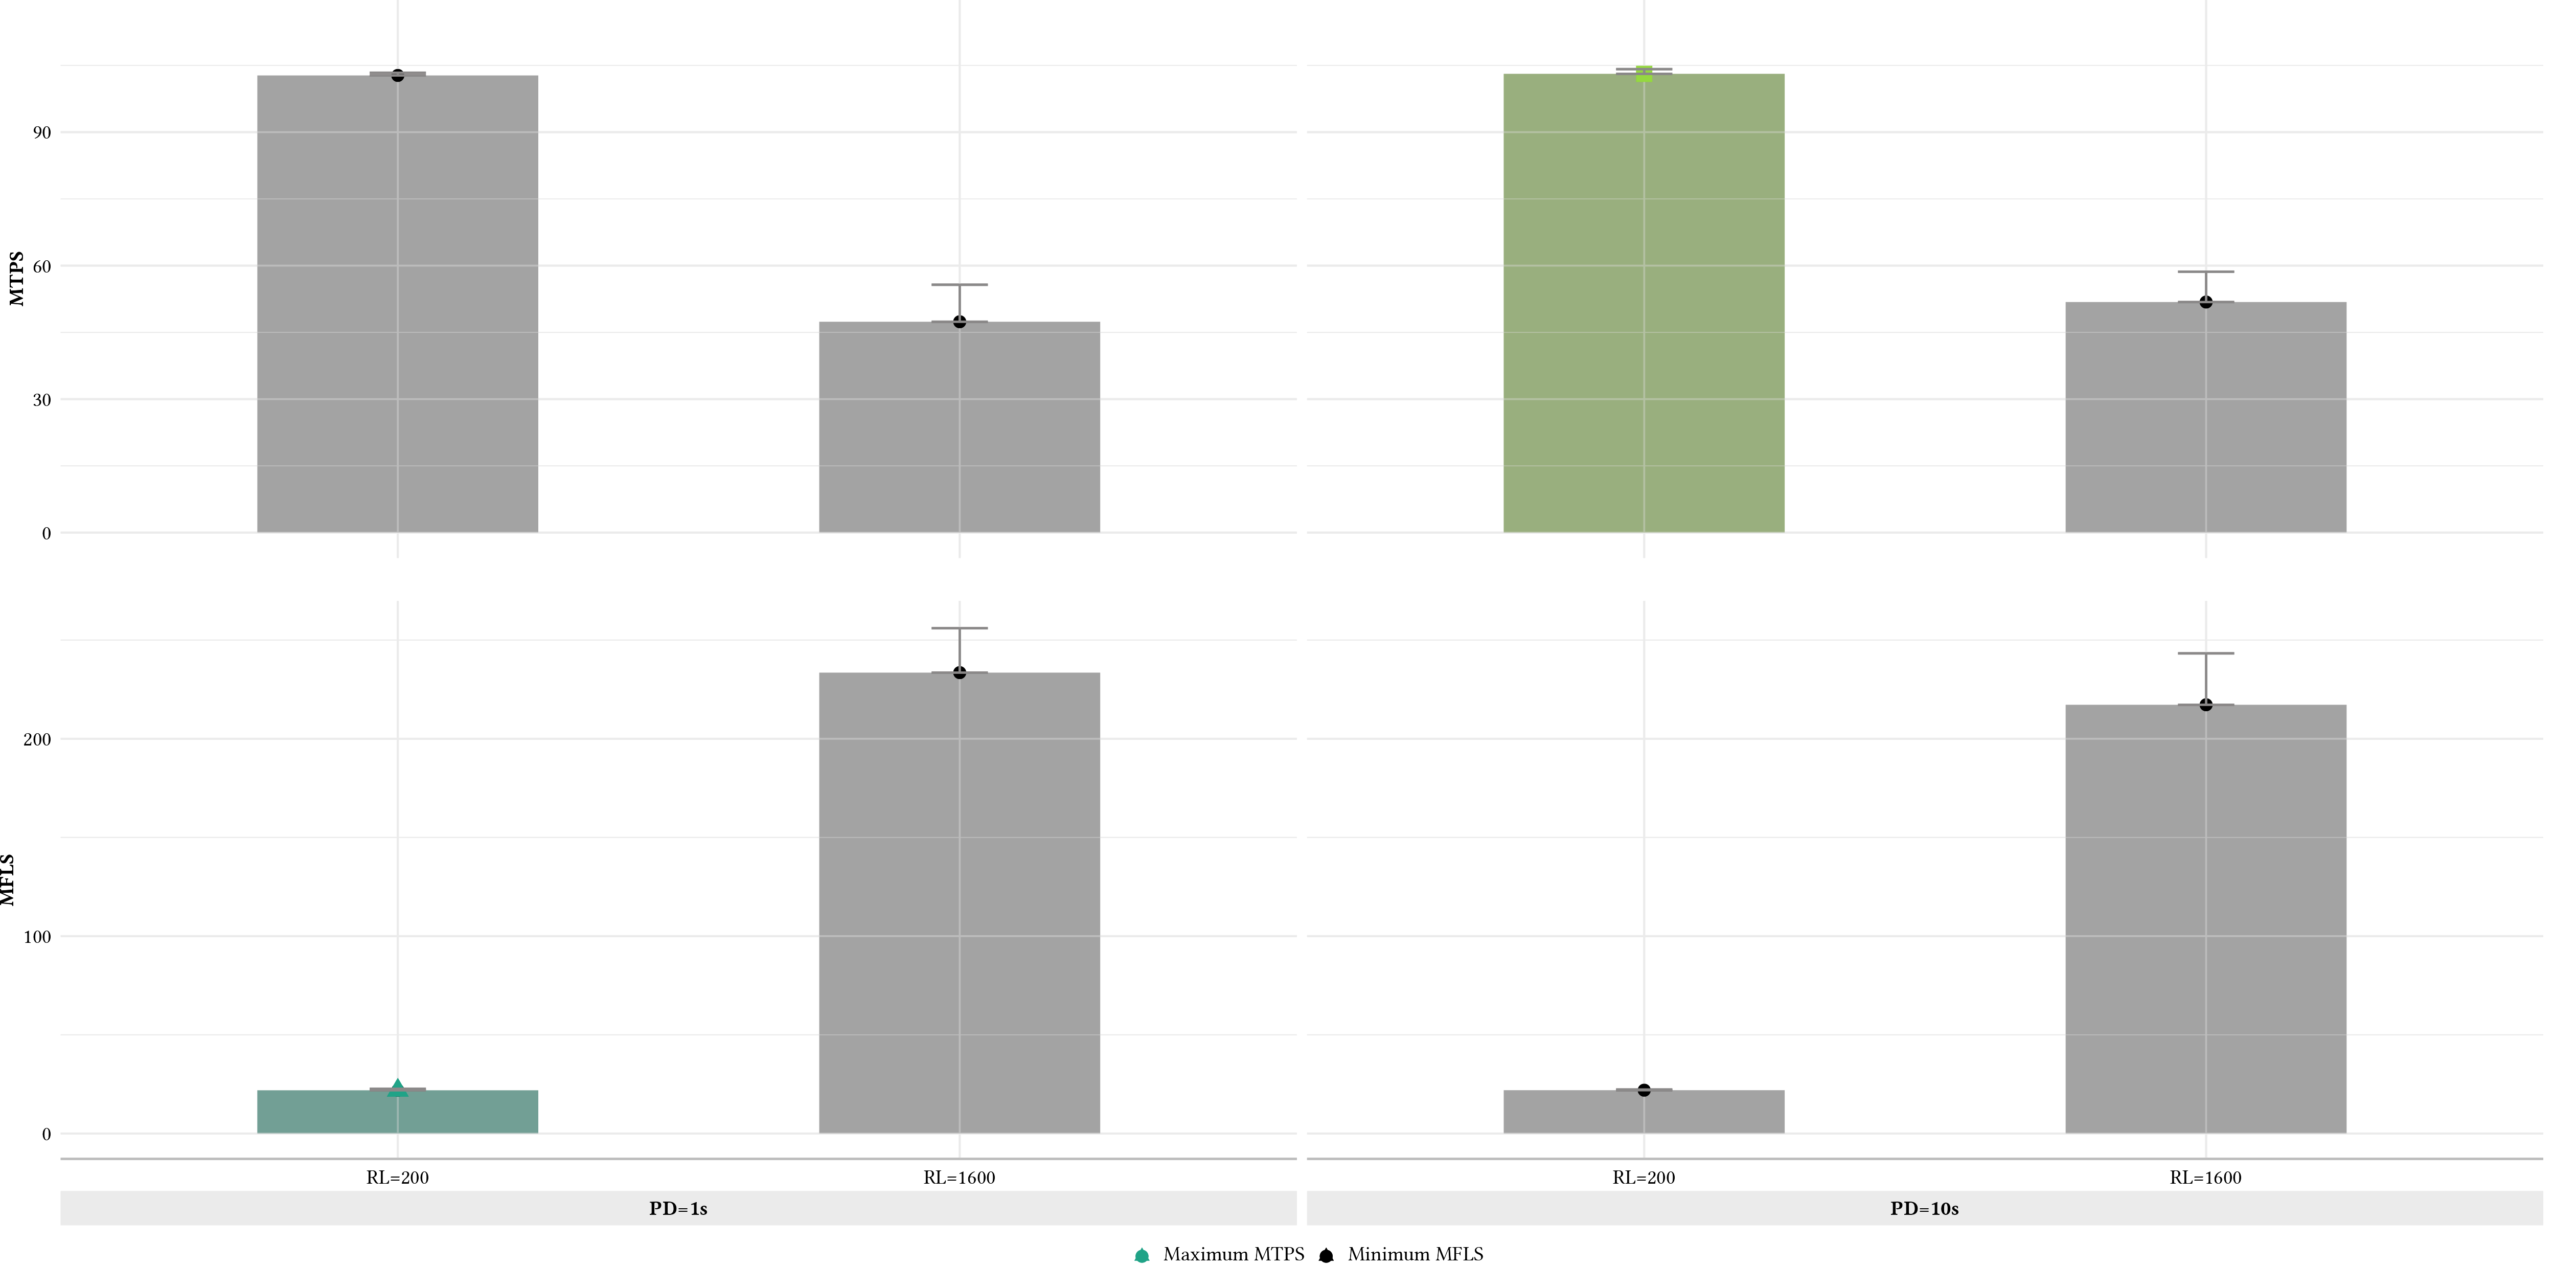 MTPS
90
60
30
0
MFLS
200
100
0
RL=200 RL=1600 RL=200 RL=1600
PD=1s PD=10s
Maximum MTPS Minimum MFLS